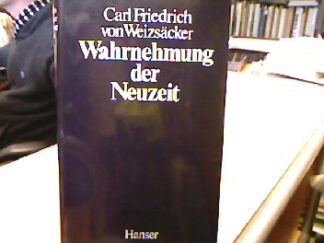 Carl Friedrich
von Weizsäcker
Wahrnehmung
der
Neuzeit
Hanser